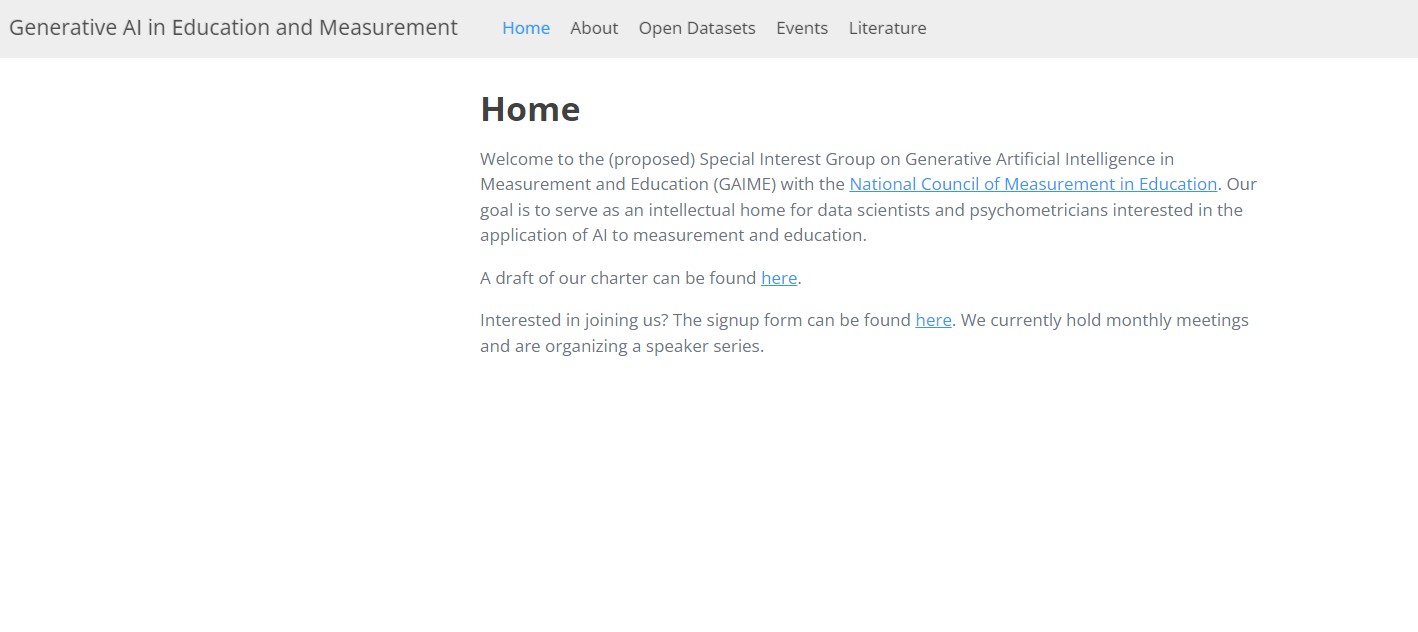 Generative AI in Education and Measurement Home About Open Datasets Events Literature
Home
Welcome to the (proposed) Special Interest Group on Generative Artificial Intelligence in
Measurement and Education (GAIME) with the National Council of Measurement in Education. Our
goal is to serve as an intellectual home for data scientists and psychometricians interested in the
application of AI to measurement and education.
A draft of our charter can be found here.
Interested in joining us? The signup form can be found here. We currently hold monthly meetings
and are organizing a speaker series.